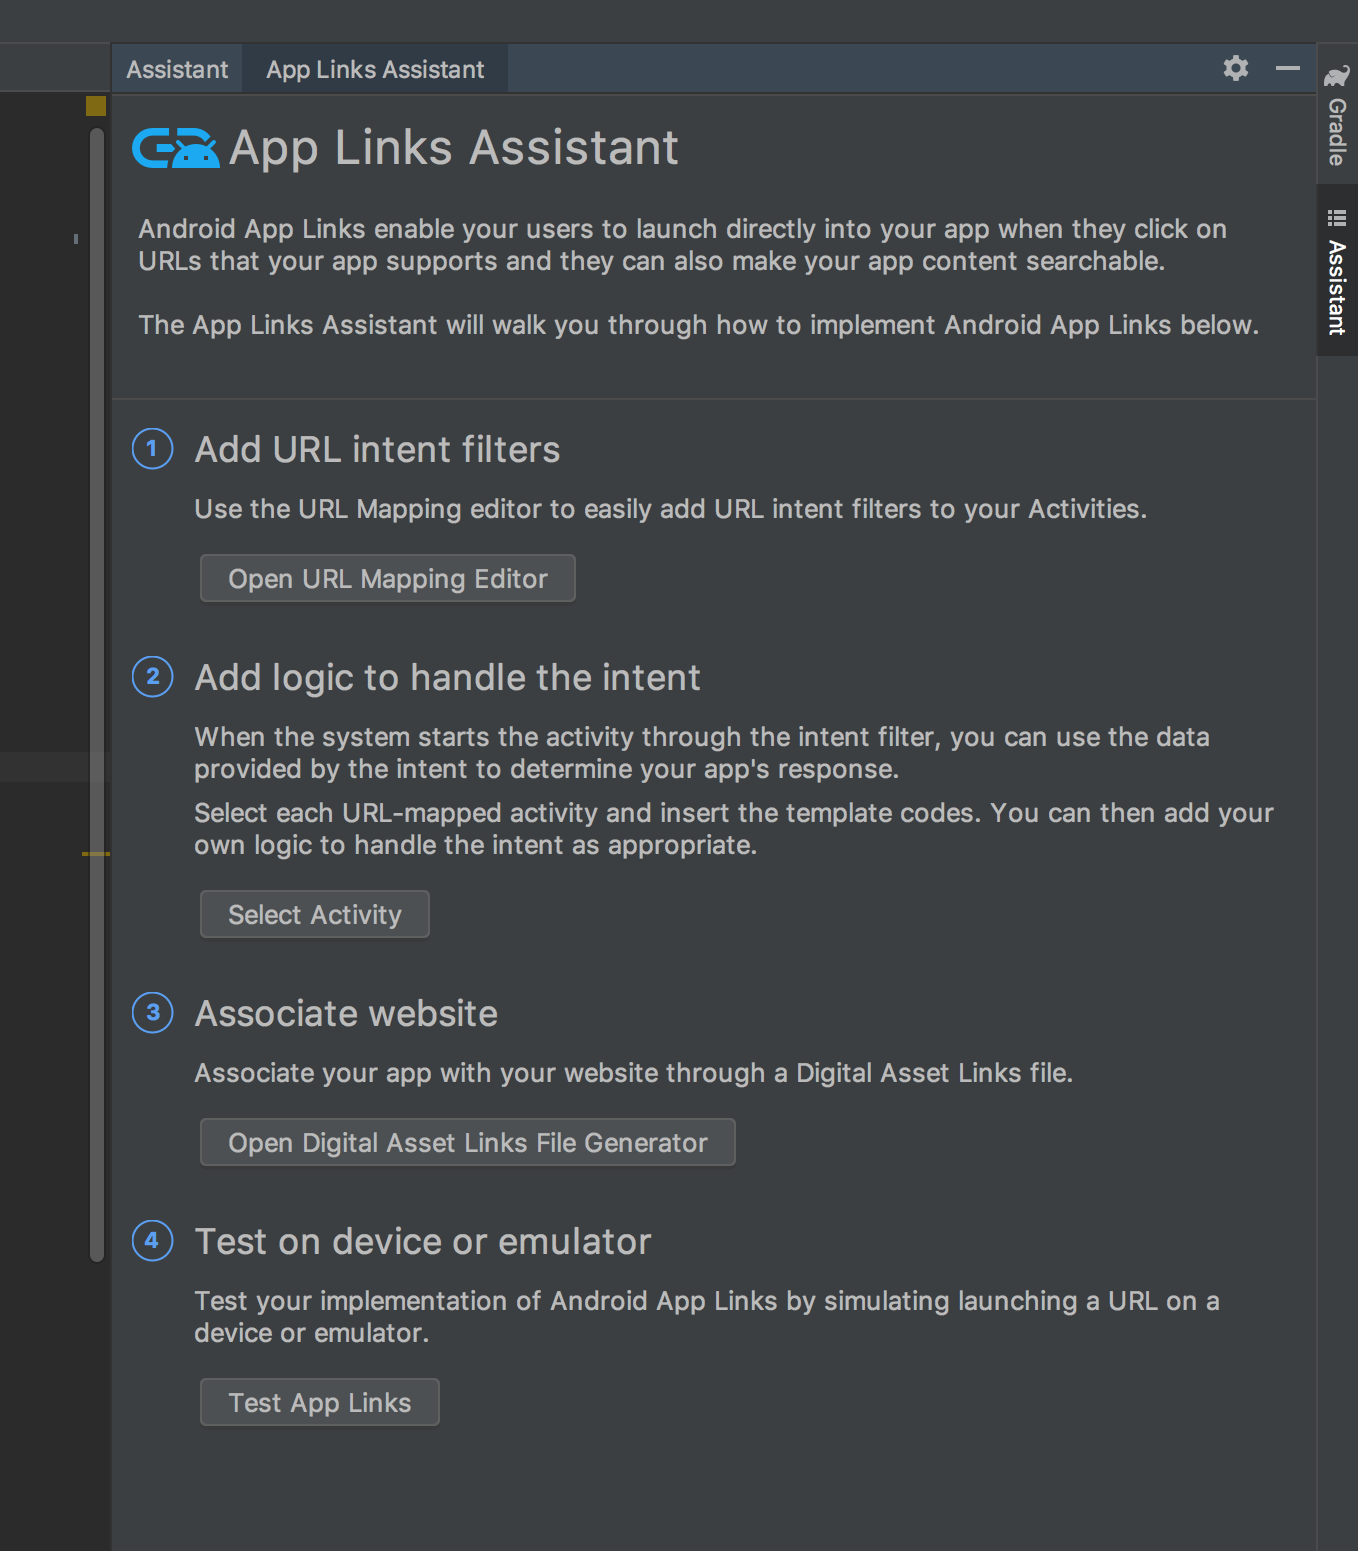 Assistant
App Links Assistant
Gradle
Assistant
App Links Assistant
Android App Links enable your users to launch directly into your app when they click on
URLs that your app supports and they can also make your app content searchable.
The App Links Assistant will walk you through how to implement Android App Links below.
1 Add URL intent filters
Use the URL Mapping editor to easily add URL intent filters to your Activities.
Open URL Mapping Editor
2 Add logic to handle the intent
When the system starts the activity through the intent filter, you can use the data
provided by the intent to determine your app's response.
Select each URL-mapped activity and insert the template codes. You can then add your
own logic to handle the intent as appropriate.
Select Activity
3 Associate website
Associate your app with your website through a Digital Asset Links file.
Open Digital Asset Links File Generator
4 Test on device or emulator
Test your implementation of Android App Links by simulating launching a URL on a
device or emulator.
Test App Links